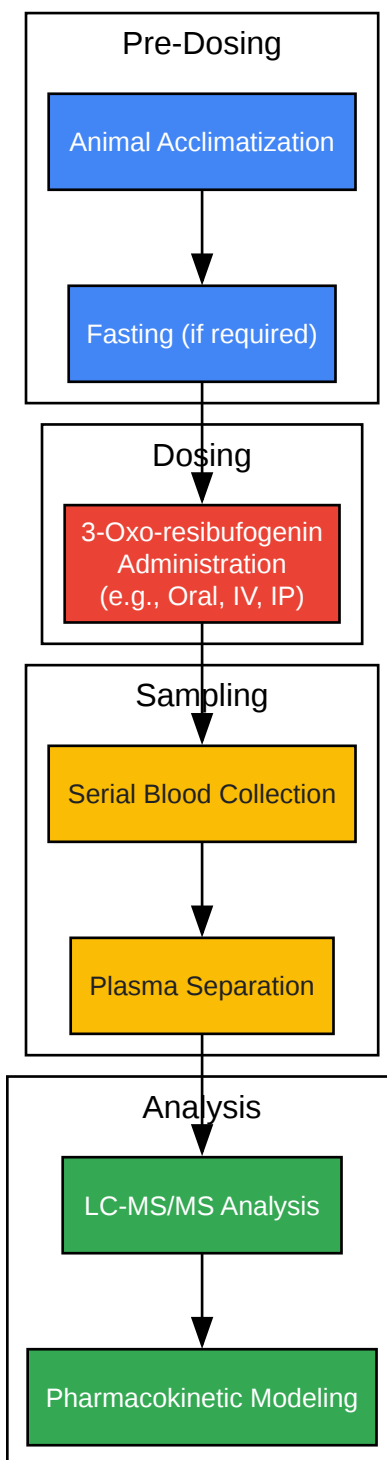 Pre-Dosing
Animal Acclimatization
Fasting (if required)
Dosing
3-Oxo-resibufogenin
Administration
(e.g., Oral, IV, IP)
Sampling
Serial Blood Collection
Plasma Separation
Analysis
LC-MS/MS Analysis
Pharmacokinetic Modeling